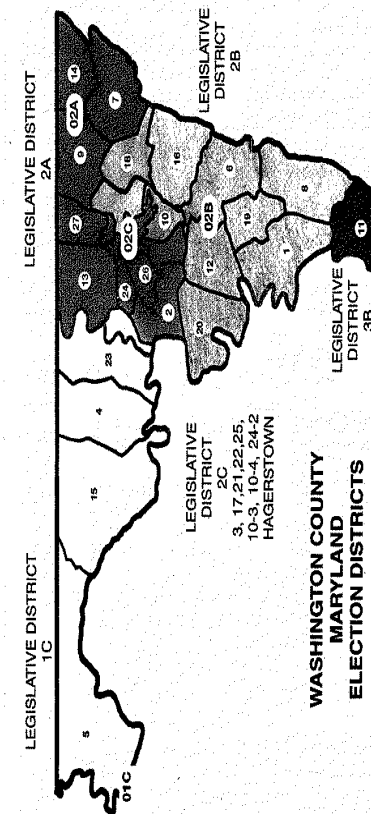 LEGISLATIVE DISTRICT
1C
LEGISLATIVE DISTRICT
2A
5
01C
15
4
23
13
27
9
02A
14
7
24
26
02C
18
10
16
2
12
02B
6
20
19
1
8
11
LEGISLATIVE
DISTRICT
2B
LEGISLATIVE
DISTRICT
3B
LEGISLATIVE
DISTRICT
2C
3, 17,21,22,25,
10-3, 10-4, 24-2
HAGERSTOWN
WASHINGTON COUNTY
MARYLAND
ELECTION DISTRICTS